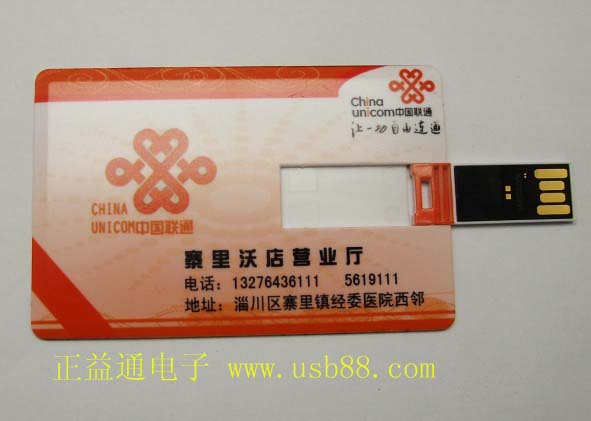 China
unicom中国联通
让一切自由连通
CHINA
UNICOM中国联通
寨里沃店营业厅
电话：13276436111 5619111
地址：淄川区寨里镇经委医院西邻
正益通电子 www.usb88.com